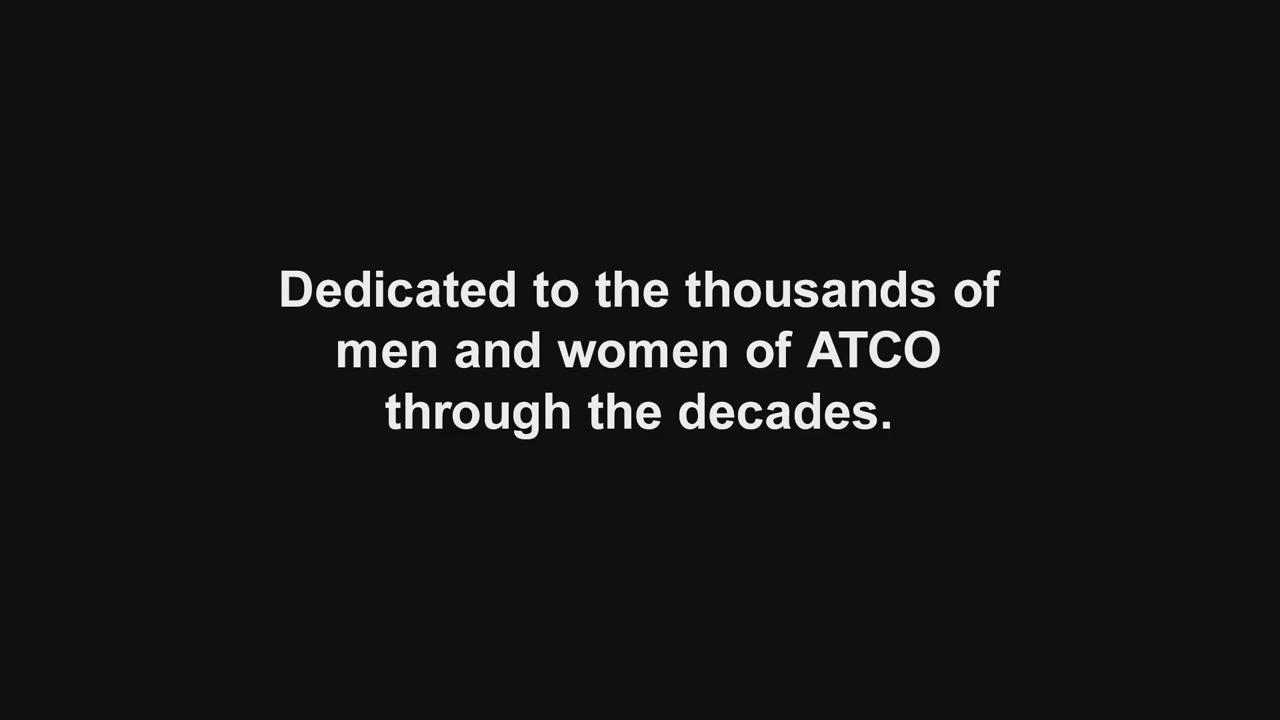 Dedicated to the thousands of
men and women of ATCO
through the decades.